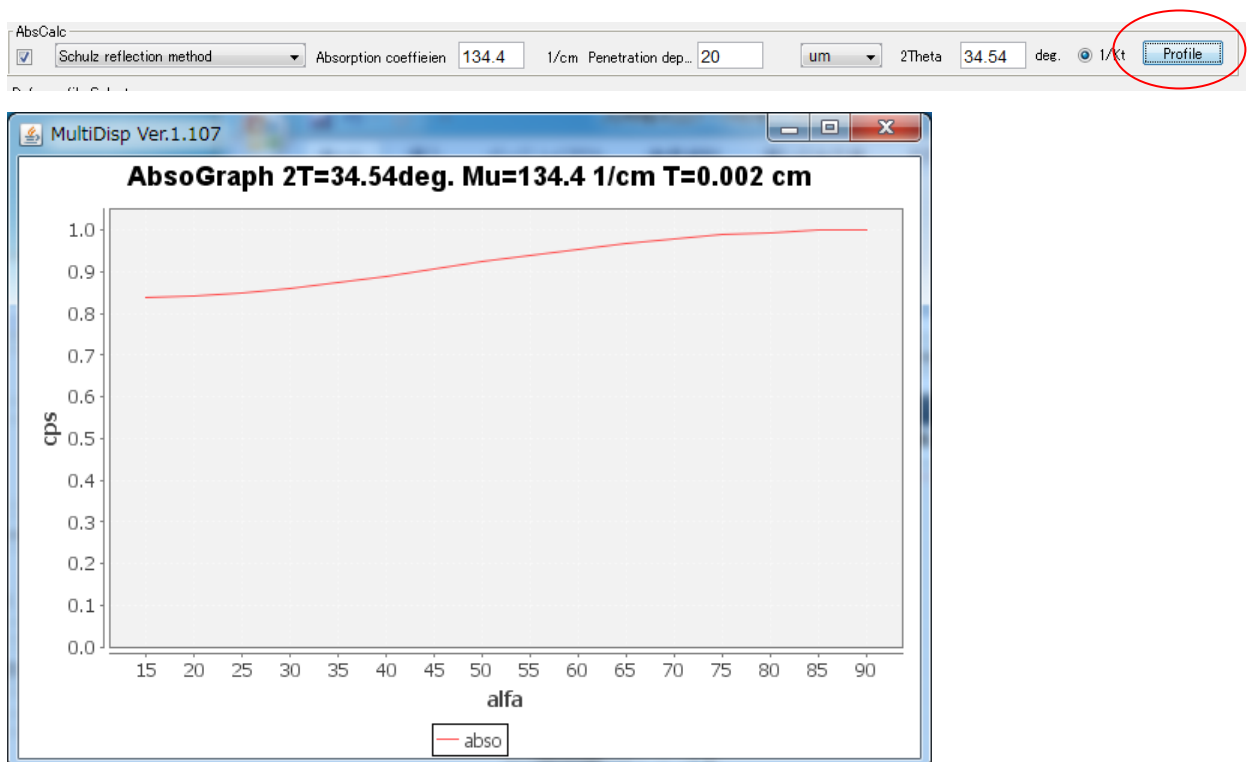 AbsCalc
Schulz reflection method Absorption coeffieien 134.4 1/cm Penetration dep... 20 um 2Theta 34.54 deg. 1/Kt Profile
MultiDisp Ver.1.107
AbsoGraph 2T=34.54deg. Mu=134.4 1/cm T=0.002 cm
1.0
0.9
0.8
0.7
0.6
0.5
0.4
0.3
0.2
0.1
0.0
cps
15 20 25 30 35 40 45 50 55 60 65 70 75 80 85 90
alfa
abso